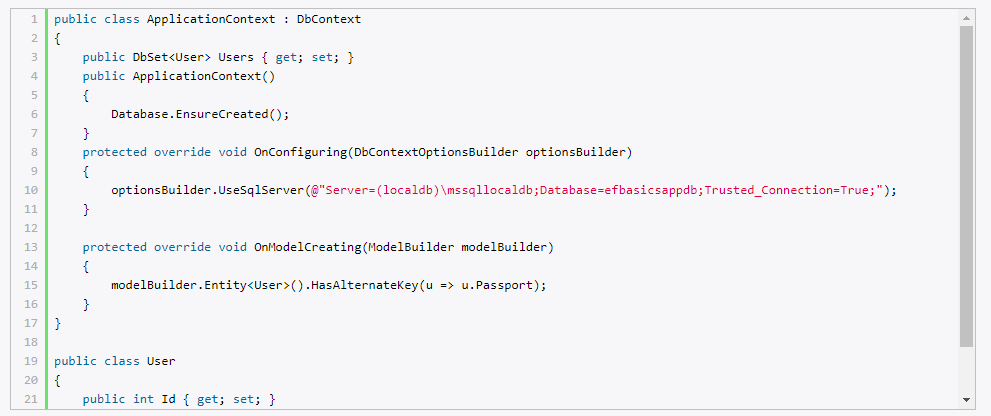 1 public class ApplicationContext : DbContext
2 {
3     public DbSet<User> Users { get; set; }
4     public ApplicationContext()
5     {
6         Database.EnsureCreated();
7     }
8     protected override void OnConfiguring(DbContextOptionsBuilder optionsBuilder)
9     {
10         optionsBuilder.UseSqlServer(@"Server=(localdb)\mssqllocaldb;Database=efbasicsappdb;Trusted_Connection=True;");
11     }
12
13     protected override void OnModelCreating(ModelBuilder modelBuilder)
14     {
15         modelBuilder.Entity<User>().HasAlternateKey(u => u.Passport);
16     }
17 }
18
19 public class User
20 {
21     public int Id { get; set; }